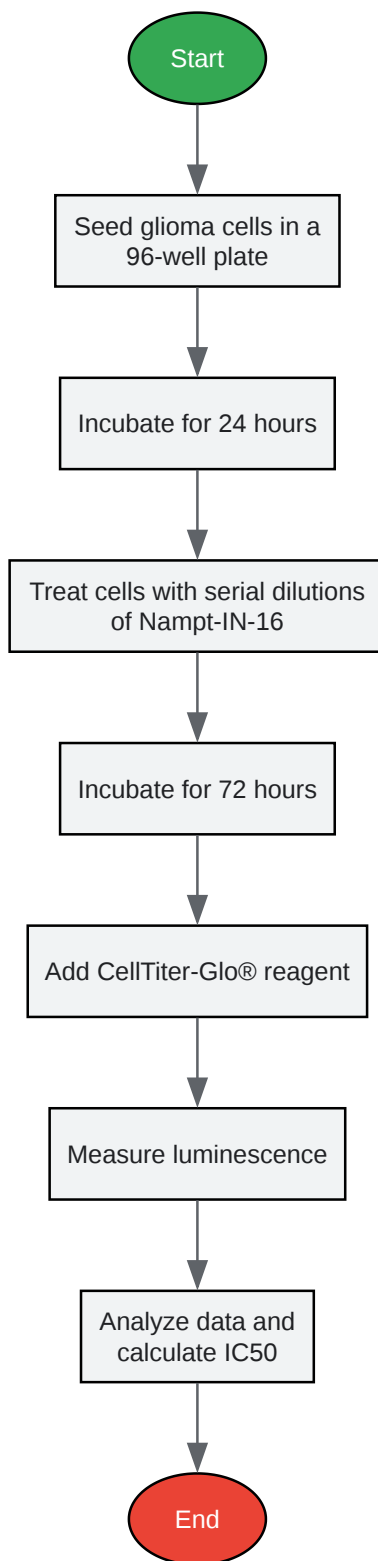 Start
Seed glioma cells in a
96-well plate
Incubate for 24 hours
Treat cells with serial dilutions
of Nampt-IN-16
Incubate for 72 hours
Add CellTiter-Glo® reagent
Measure luminescence
Analyze data and
calculate IC50
End